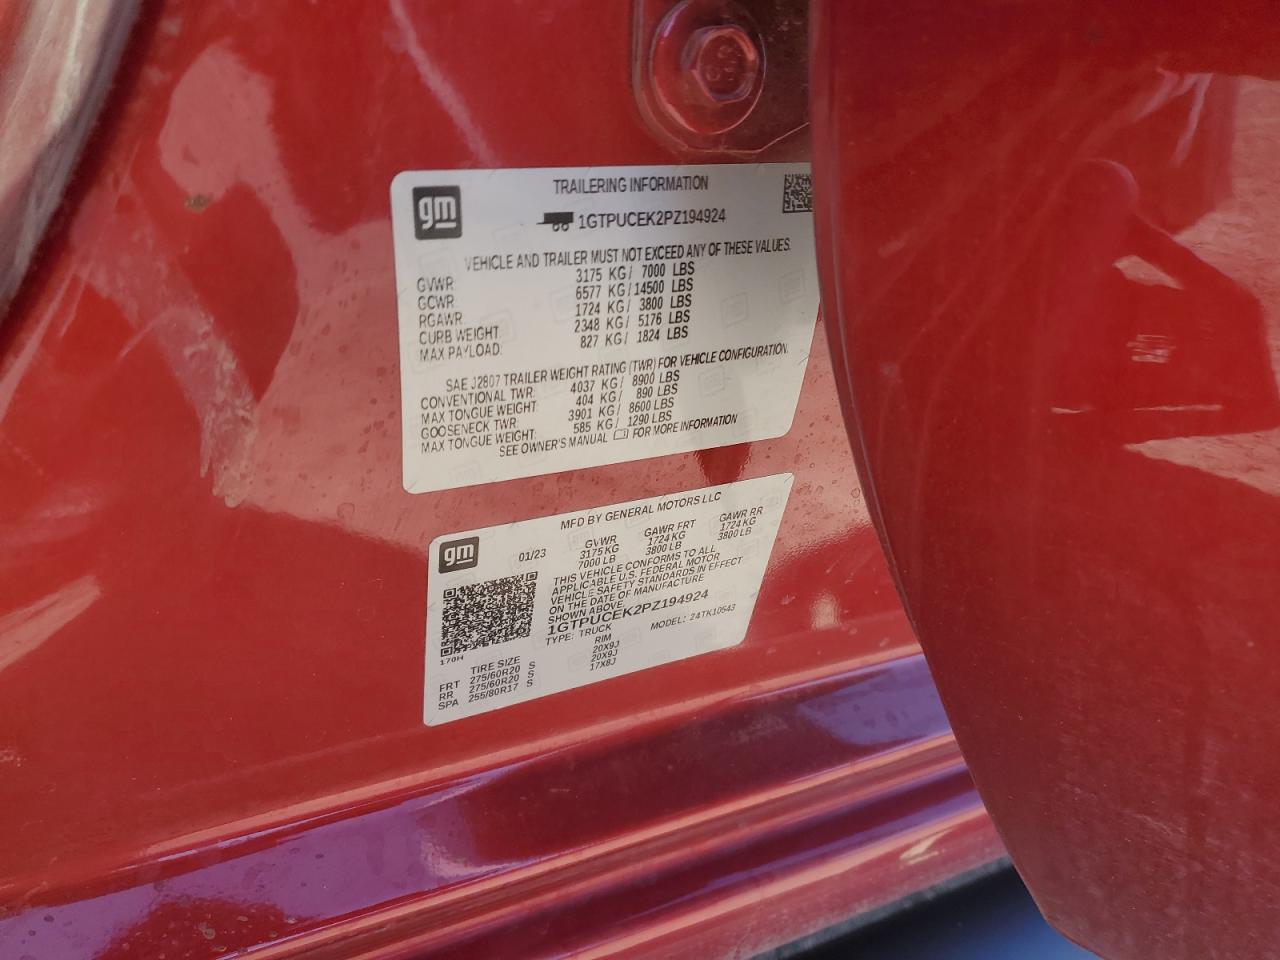 gm
TRAILERING INFORMATION
1GTPUCEK2PZ194924
VEHICLE AND TRAILER MUST NOT EXCEED ANY OF THESE VALUES.
GVWR: 3175 KG/ 7000 LBS
GCWR: 6577 KG/14500 LBS
RGAWR: 1724 KG/ 3800 LBS
CURB WEIGHT: 2348 KG/ 5176 LBS
MAX PAYLOAD: 827 KG/ 1824 LBS
SAE J2807 TRAILER WEIGHT RATING (TWR) FOR VEHICLE CONFIGURATION.
CONVENTIONAL TWR: 4037 KG/ 8900 LBS
MAX TONGUE WEIGHT: 404 KG/ 890 LBS
GOOSENECK TWR: 3901 KG/ 8600 LBS
MAX TONGUE WEIGHT: 585 KG/ 1290 LBS
SEE OWNER'S MANUAL FOR MORE INFORMATION
gm
MFD BY GENERAL MOTORS LLC
01/23 GVWR GAWR FRT GAWR RR
3175 KG 1724 KG 1724 KG
7000 LB 3800 LB 3800 LB
THIS VEHICLE CONFORMS TO ALL
APPLICABLE U.S. FEDERAL MOTOR
VEHICLE SAFETY STANDARDS IN EFFECT
ON THE DATE OF MANUFACTURE
SHOWN ABOVE.
1GTPUCEK2PZ194924
TYPE: TRUCK MODEL: 24TK10543
170H
TIRE SIZE RIM
FRT 275/60R20 S 20X9J
RR 275/60R20 S 20X9J
SPA 255/80R17 S 17X8J